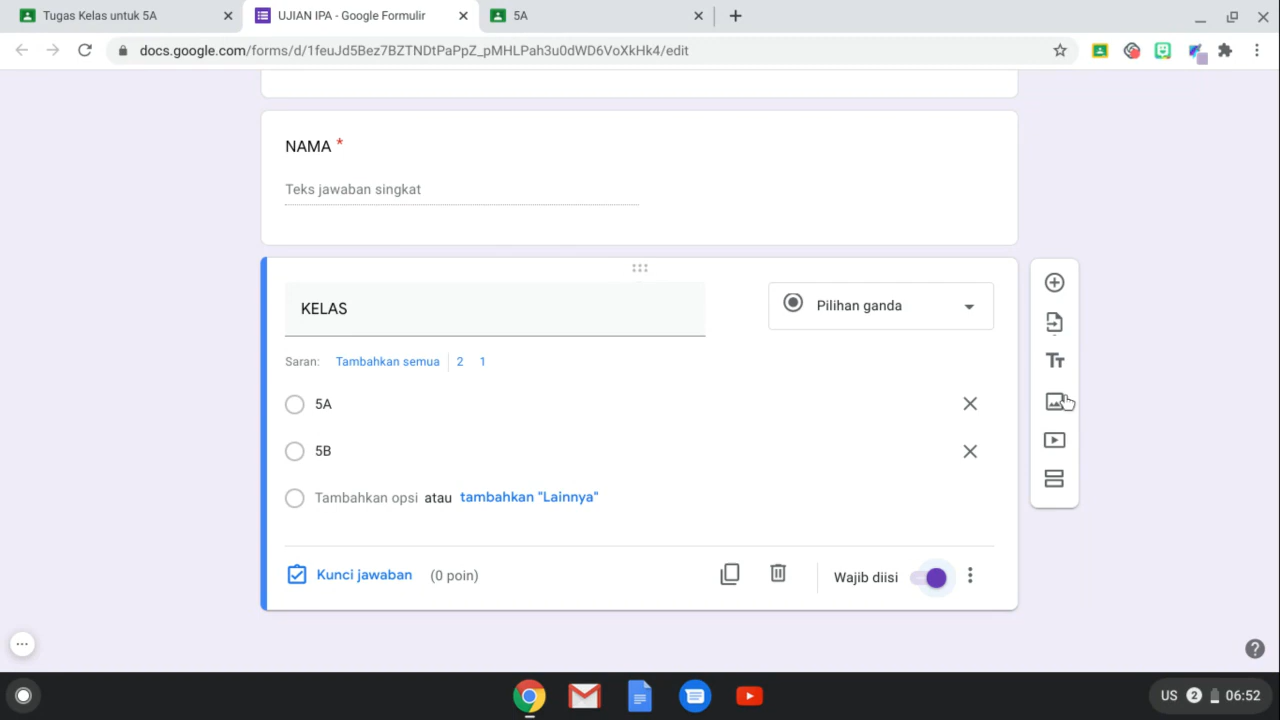 Tugas Kelas untuk 5A
UJIAN IPA - Google Formulir
5A
docs.google.com/forms/d/1feuJd5Bez7BZTNDtPaPpZ_pMHLPah3u0dWD6VoXkHk4/edit
NAMA *
Teks jawaban singkat
KELAS
Pilihan ganda
Saran: Tambahkan semua 2 1
5A
5B
Tambahkan opsi atau tambahkan "Lainnya"
Kunci jawaban (0 poin)
Wajib diisi
US 2 06:52